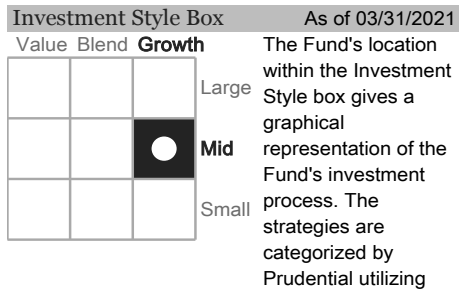 Investment Style Box As of 03/31/2021
Value Blend Growth
Large
Mid
Small
The Fund's location
within the Investment
Style box gives a
graphical
representation of the
Fund's investment
process. The
strategies are
categorized by
Prudential utilizing